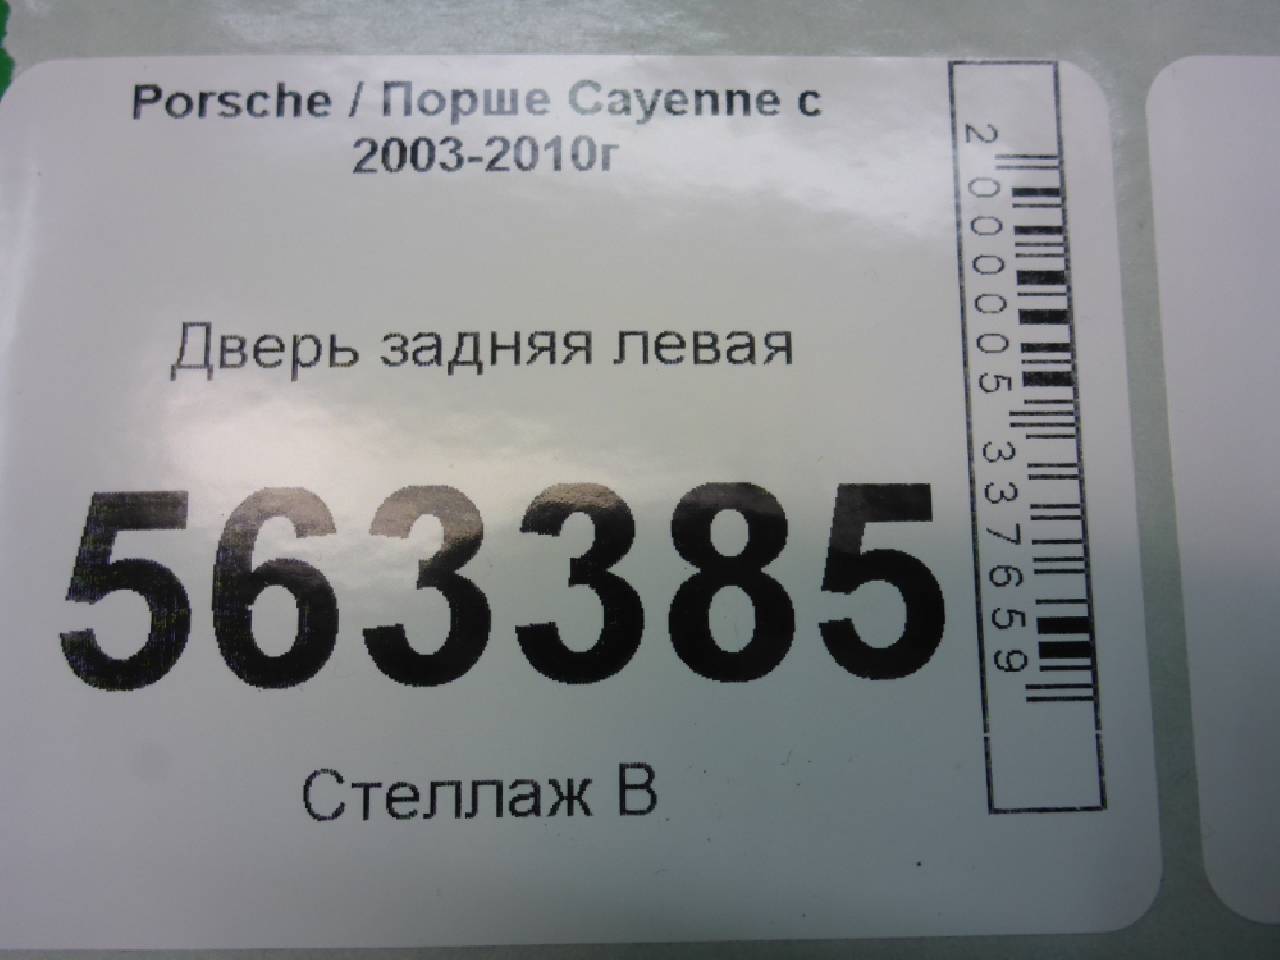 Porsche / Порше Cayenne с
2003-2010г
Дверь задняя левая
563385
Стеллаж В
2000005337659